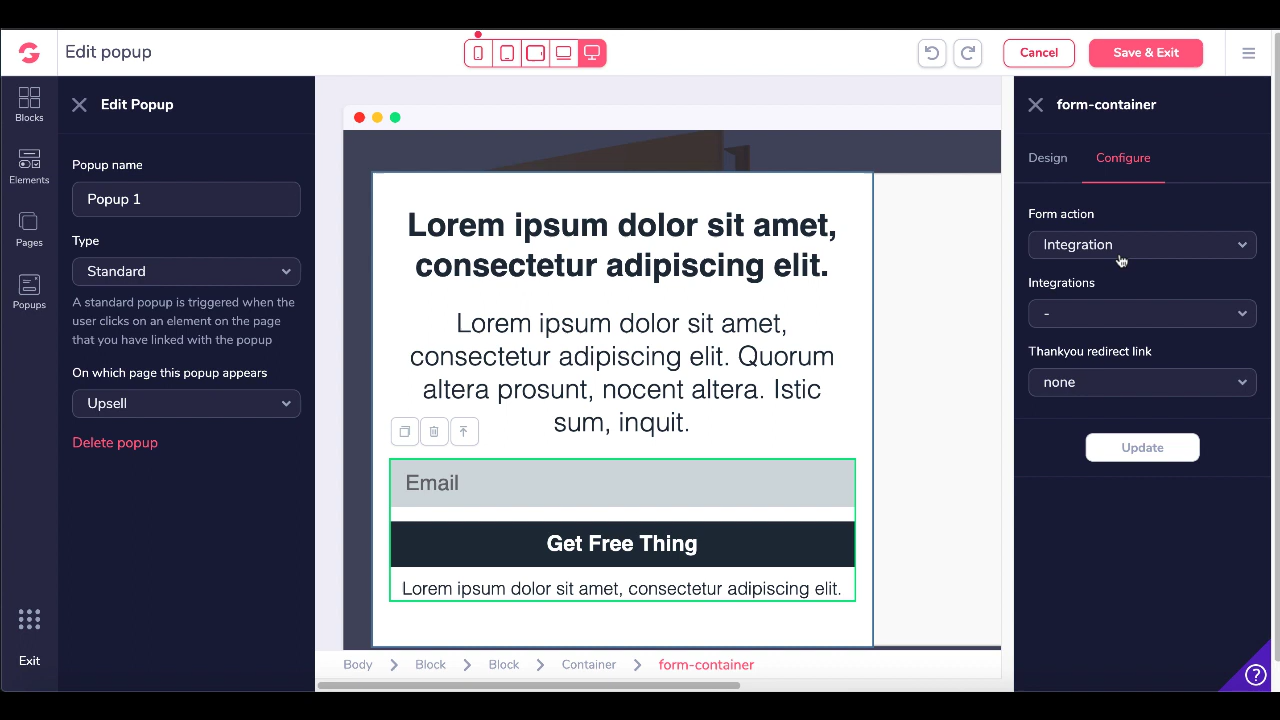 Edit popup
Cancel
Save & Exit
Blocks
Elements
Pages
Popups
Exit
Edit Popup
Popup name
Popup 1
Type
Standard
A standard popup is triggered when the
user clicks on an element on the page
that you have linked with the popup
On which page this popup appears
Upsell
Delete popup
Lorem ipsum dolor sit amet,
consectetur adipiscing elit.
Lorem ipsum dolor sit amet,
consectetur adipiscing elit. Quorum
altera prosunt, nocent altera. Istic
sum, inquit.
Email
Get Free Thing
Lorem ipsum dolor sit amet, consectetur adipiscing elit.
Body > Block > Block > Container > form-container
form-container
Design
Configure
Form action
Integration
Integrations
-
Thankyou redirect link
none
Update
?